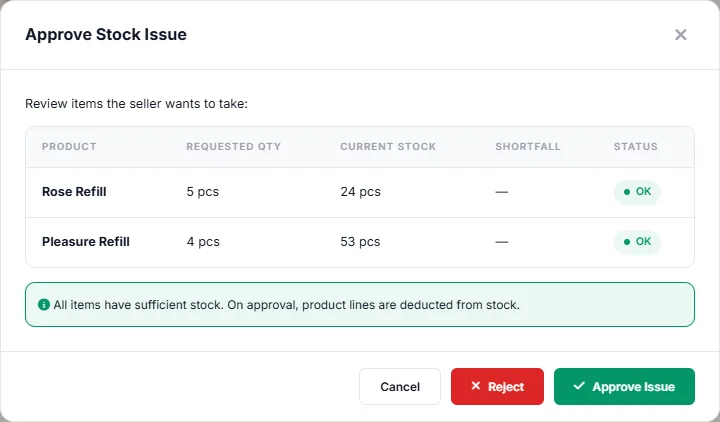 Approve Stock Issue
Review items the seller wants to take:
PRODUCT REQUESTED QTY CURRENT STOCK SHORTFALL STATUS
Rose Refill 5 pcs 24 pcs — OK
Pleasure Refill 4 pcs 53 pcs — OK
All items have sufficient stock. On approval, product lines are deducted from stock.
Cancel Reject Approve Issue